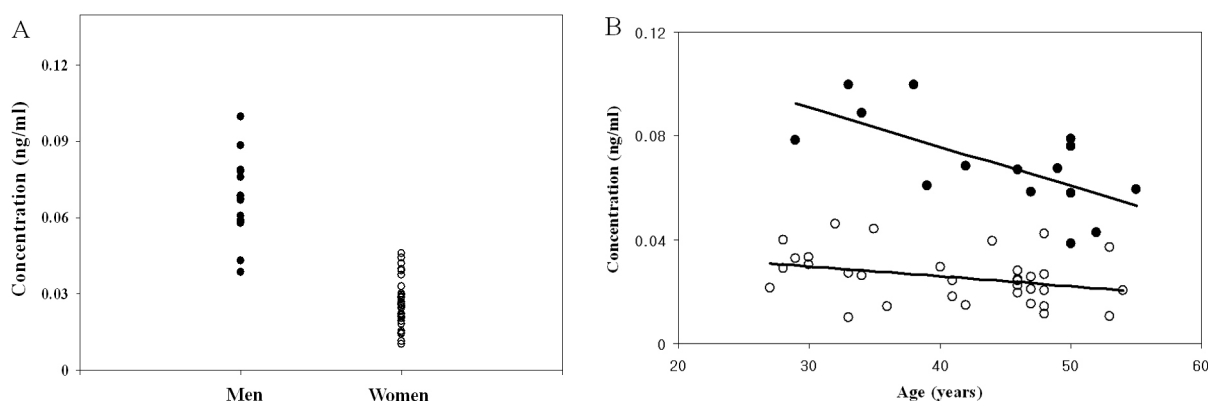 A
Concentration (ng/ml)
0.12
0.09
0.06
0.03
0
Men Women
B
Concentration (ng/ml)
0.12
0.08
0.04
0
20 30 40 50 60
Age (years)